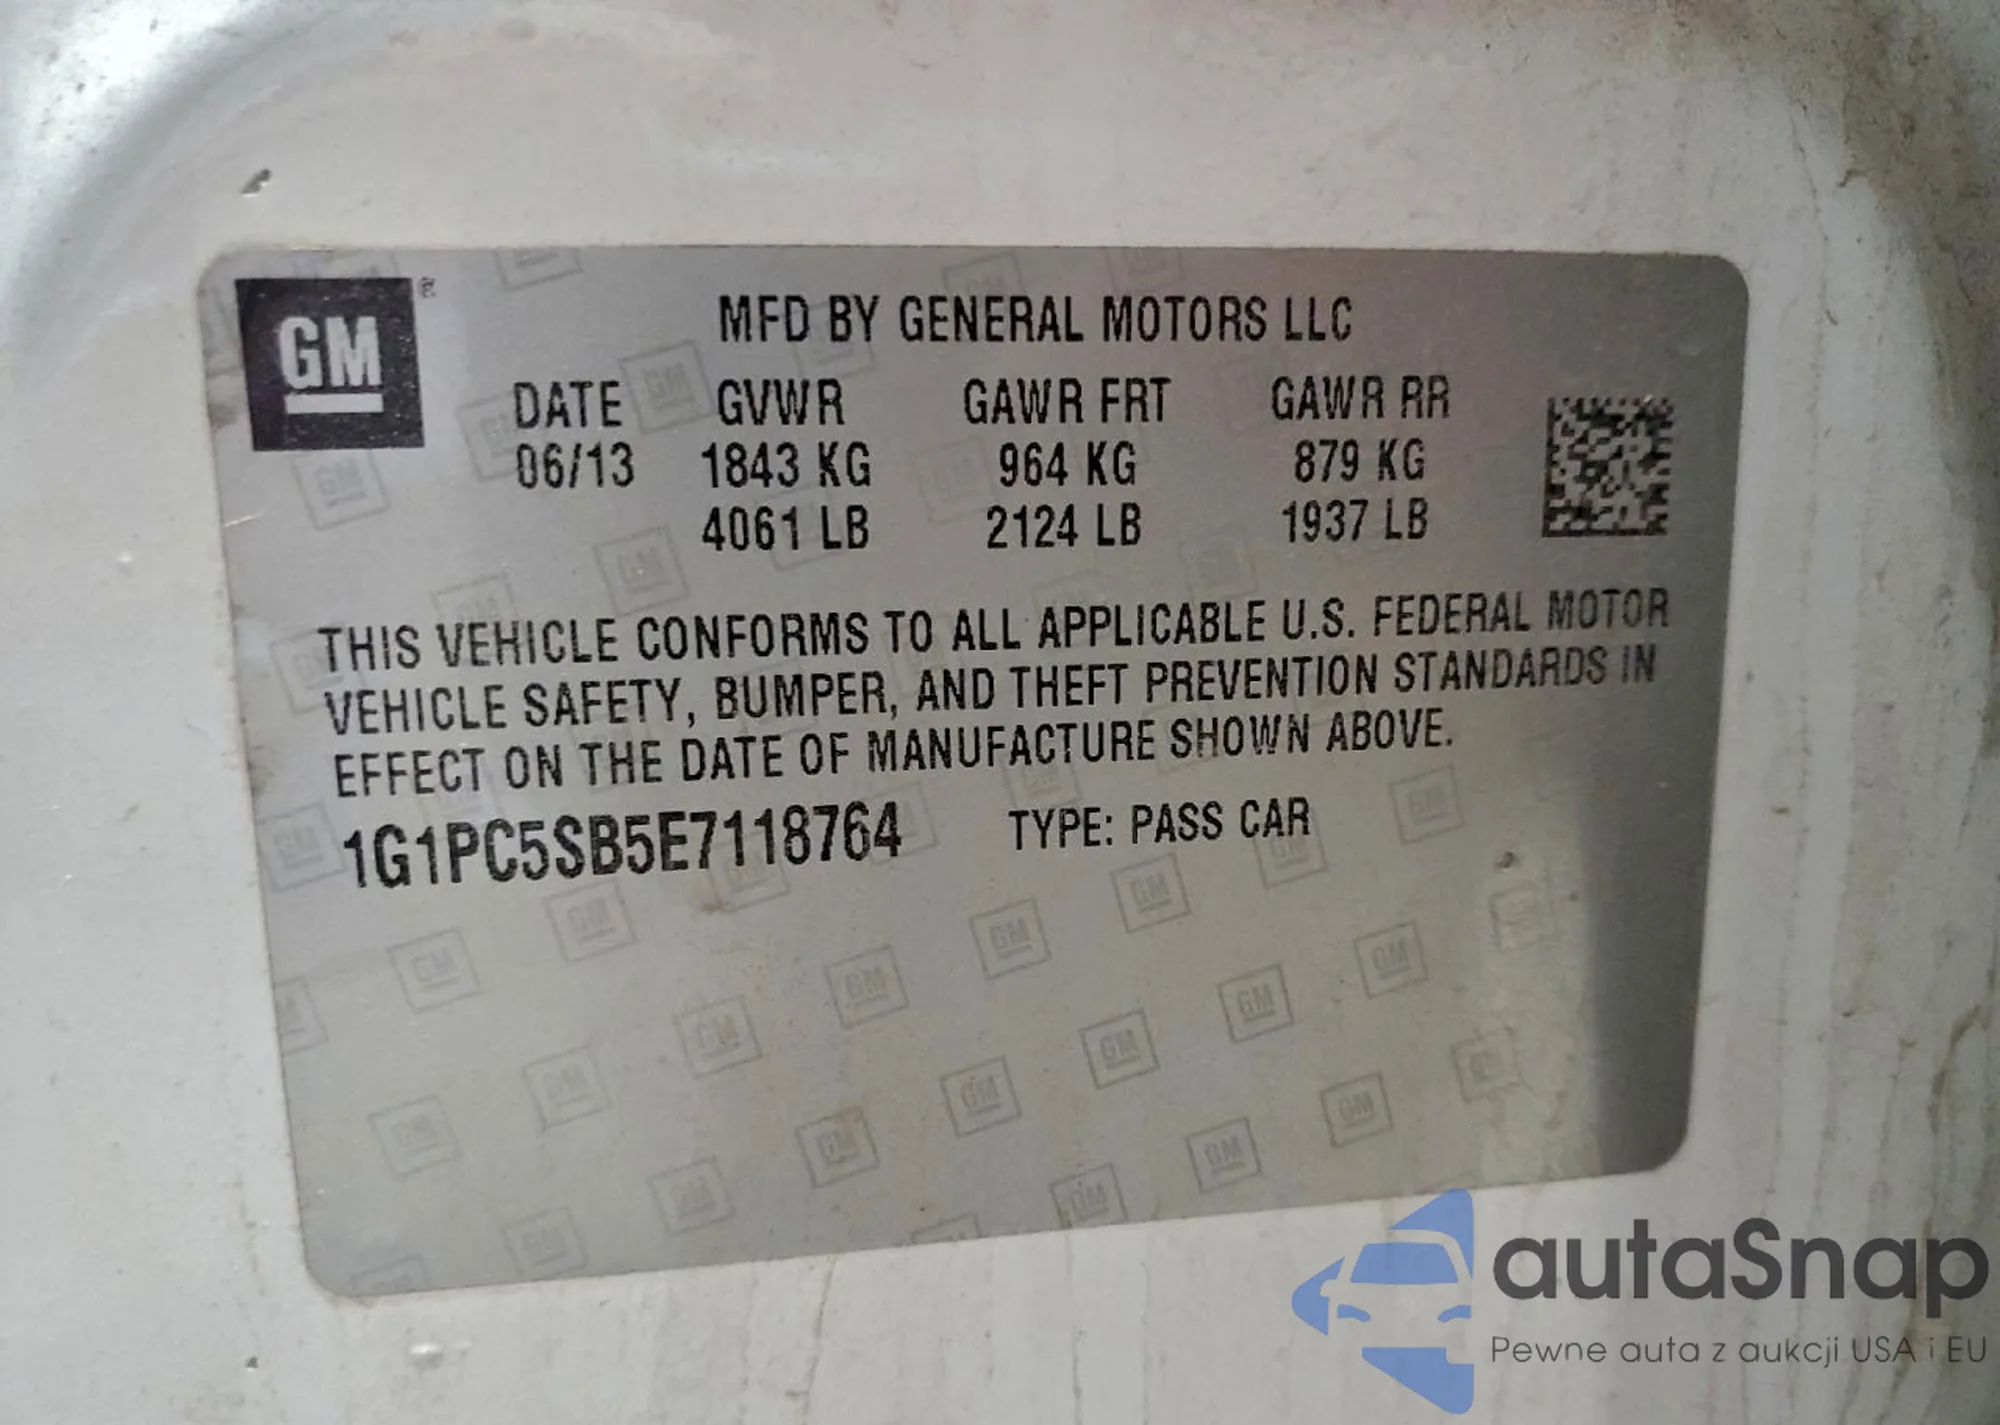 GM
MFD BY GENERAL MOTORS LLC
DATE GVWR GAWR FRT GAWR RR
06/13 1843 KG 964 KG 879 KG
4061 LB 2124 LB 1937 LB
THIS VEHICLE CONFORMS TO ALL APPLICABLE U.S. FEDERAL MOTOR
VEHICLE SAFETY, BUMPER, AND THEFT PREVENTION STANDARDS IN
EFFECT ON THE DATE OF MANUFACTURE SHOWN ABOVE.
1G1PC5SB5E7118764 TYPE: PASS CAR
autaSnap
Pewne auta z aukcji USA i EU